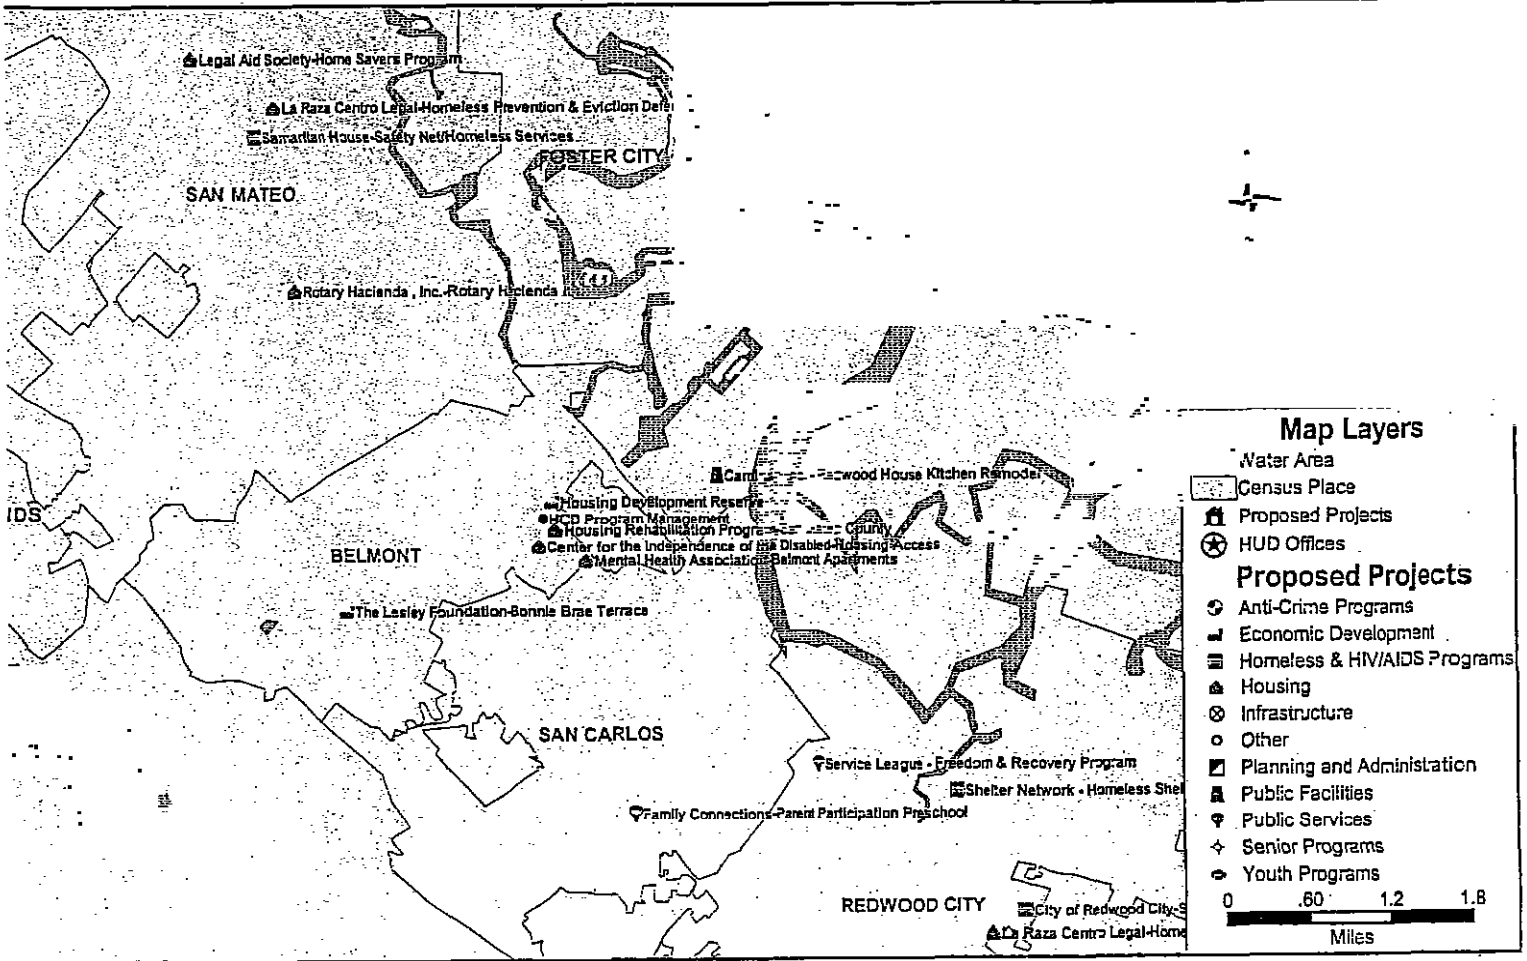 Legal Aid Society-Home Savers Program
La Raza Centro Legal-Homeless Prevention & Eviction Defer
Samaritan House-Safety Net/Homeless Services
FOSTER CITY
SAN MATEO
Rotary Hacienda , Inc.-Rotary Hacienda
Redwood House Kitchen Remodel
Housing Development Reserve
IDS
HCD Program Management
Housing Rehabilitation Progra County
Center for the Independence of the Disabled-Housing Access
BELMONT
Mental Health Association-Belmont Apartments
The Lesley Foundation-Bonnie Brae Terrace
SAN CARLOS
Service League - Freedom & Recovery Program
Shelter Network - Homeless Shel
Family Connections-Parent Participation Preschool
REDWOOD CITY
City of Redwood City-S
La Raza Centro Legal-Home
Map Layers
Water Area
Census Place
Proposed Projects
HUD Offices
Proposed Projects
Anti-Crime Programs
Economic Development
Homeless & HIV/AIDS Programs
Housing
Infrastructure
Other
Planning and Administration
Public Facilities
Public Services
Senior Programs
Youth Programs
0 .60 1.2 1.8
Miles